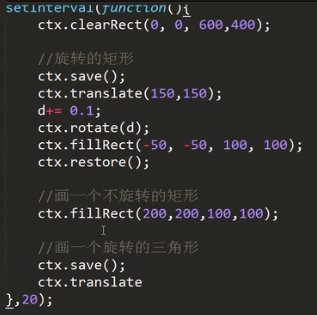 setInterval(function(){
ctx.clearRect(0, 0, 600,400);
//旋转的矩形
ctx.save();
ctx.translate(150,150);
d+= 0.1;
ctx.rotate(d);
ctx.fillRect(-50, -50, 100, 100);
ctx.restore();
//画一个不旋转的矩形
ctx.fillRect(200,200,100,100);
//画一个旋转的三角形
ctx.save();
ctx.translate
},20);